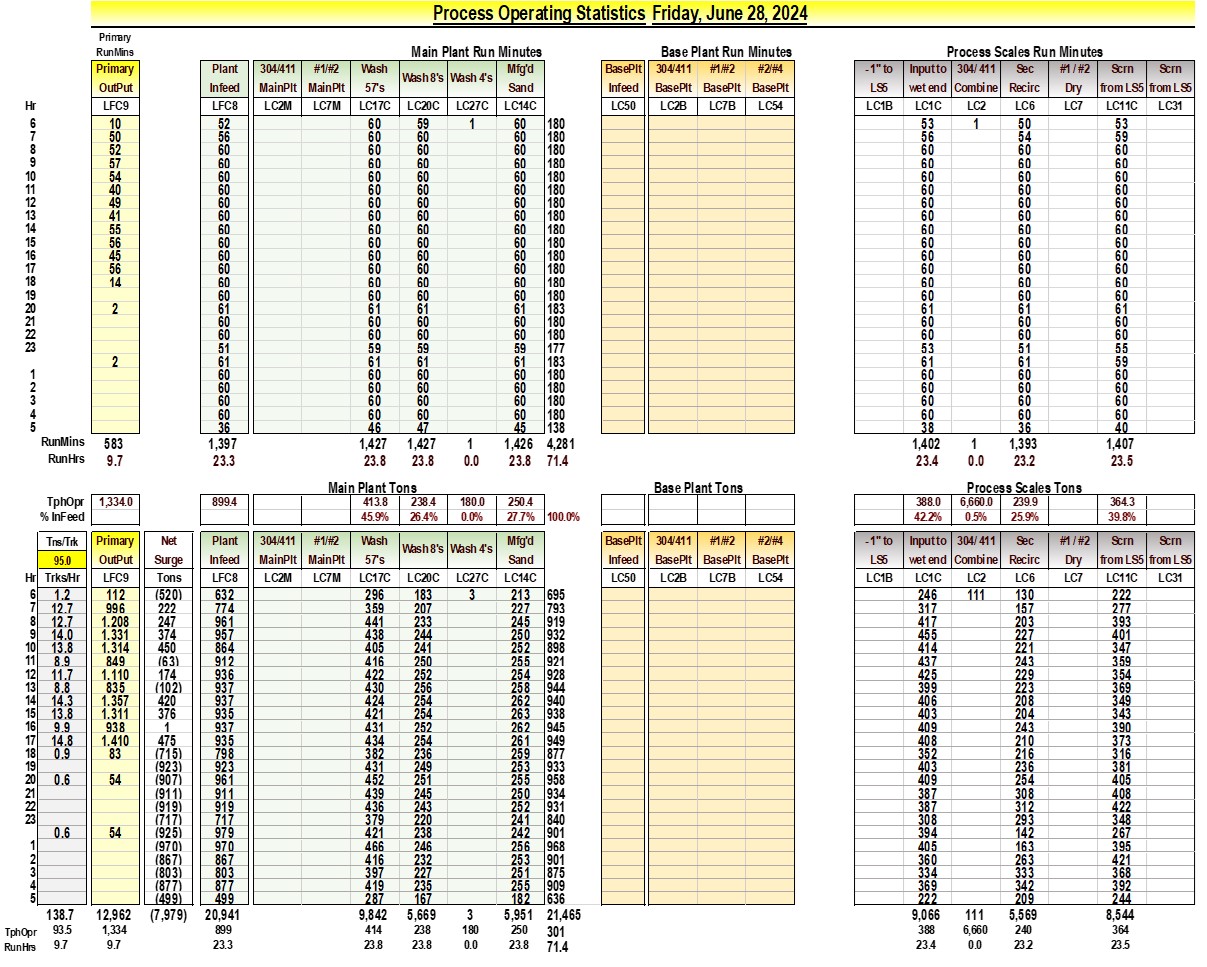 Process Operating Statistics Friday, June 28, 2024
Primary
RunMins Main Plant Run Minutes Base Plant Run Minutes Process Scales Run Minutes
Primary Plant 304/411 #1/#2 Wash Wash 8's Wash 4's Mfg'd BasePlt 304/411 #1/#2 #2/#4 -1" to Input to 304/ 411 Sec #1 / #2 Scrn Scrn
OutPut Infeed MainPlt MainPlt 57's Sand Infeed BasePlt BasePlt BasePlt LS5 wet end Combine Recirc Dry from LS5 from LS5
Hr LFC9 LFC8 LC2M LC7M LC17C LC20C LC27C LC14C LC50 LC2B LC7B LC54 LC1B LC1C LC2 LC6 LC7 LC11C LC31
6 10 52 60 59 1 60 180 53 1 50 53
7 50 56 60 60 60 180 56 54 59
8 52 60 60 60 60 180 60 60 60
9 57 60 60 60 60 180 60 60 60
10 54 60 60 60 60 180 60 60 60
11 40 60 60 60 60 180 60 60 60
12 49 60 60 60 60 180 60 60 60
13 41 60 60 60 60 180 60 60 60
14 55 60 60 60 60 180 60 60 60
15 56 60 60 60 60 180 60 60 60
16 45 60 60 60 60 180 60 60 60
17 56 60 60 60 60 180 60 60 60
18 14 60 60 60 60 180 60 60 60
19 60 60 60 60 180 60 60 60
20 2 61 61 61 61 183 61 61 61
21 60 60 60 60 180 60 60 60
22 60 60 60 60 180 60 60 60
23 51 59 59 59 177 53 51 55
2 61 61 61 61 183 61 61 59
1 60 60 60 60 180 60 60 60
2 60 60 60 60 180 60 60 60
3 60 60 60 60 180 60 60 60
4 60 60 60 60 180 60 60 60
5 36 46 47 45 138 38 36 40
RunMins 583 1,397 1,427 1,427 1 1,426 4,281 1,402 1 1,393 1,407
RunHrs 9.7 23.3 23.8 23.8 0.0 23.8 71.4 23.4 0.0 23.2 23.5
Main Plant Tons Base Plant Tons Process Scales Tons
TphOpr 1,334.0 899.4 413.8 238.4 180.0 250.4 388.0 6,660.0 239.9 364.3
% InFeed 45.9% 26.4% 0.0% 27.7% 100.0% 42.2% 0.5% 25.9% 39.8%
Tns/Trk Primary Net Plant 304/411 #1/#2 Wash Wash 8's Wash 4's Mfg'd BasePlt 304/411 #1/#2 #2/#4 -1" to Input to 304/ 411 Sec #1 / #2 Scrn Scrn
95.0 OutPut Surge Infeed MainPlt MainPlt 57's Sand Infeed BasePlt BasePlt BasePlt LS5 wet end Combine Recirc Dry from LS5 from LS5
Hr Trks/Hr LFC9 Tons LFC8 LC2M LC7M LC17C LC20C LC27C LC14C LC50 LC2B LC7B LC54 LC1B LC1C LC2 LC6 LC7 LC11C LC31
6 1.2 112 (520) 632 296 183 3 213 695 246 111 130 222
7 12.7 996 222 774 359 207 227 793 317 157 277
8 12.7 1.208 247 961 441 233 245 919 417 203 393
9 14.0 1.331 374 957 438 244 250 932 455 227 401
10 13.8 1.314 450 864 405 241 252 898 414 221 347
11 8.9 849 (63) 912 416 250 255 921 437 243 359
12 11.7 1.110 174 936 422 252 254 928 425 229 354
13 8.8 835 (102) 937 430 256 258 944 399 223 369
14 14.3 1.357 420 937 424 254 262 940 406 208 349
15 13.8 1.311 376 935 421 254 263 938 403 204 343
16 9.9 938 1 937 431 252 262 945 409 243 390
17 14.8 1.410 475 935 434 254 261 949 408 210 373
18 0.9 83 (715) 798 382 236 259 877 352 216 316
19 (923) 923 431 249 253 933 403 236 381
20 0.6 54 (907) 961 452 251 255 958 409 254 405
21 (911) 911 439 245 250 934 387 308 408
22 (919) 919 436 243 252 931 387 312 422
23 (717) 717 379 220 241 840 308 293 348
0.6 54 (925) 979 421 238 242 901 394 142 267
1 (970) 970 466 246 256 968 405 163 395
2 (867) 867 416 232 253 901 360 263 421
3 (803) 803 397 227 251 875 334 333 368
4 (877) 877 419 235 255 909 369 342 392
5 (499) 499 287 167 182 636 222 209 244
138.7 12,962 (7,979) 20,941 9,842 5,669 3 5,951 21,465 9,066 111 5,569 8,544
TphOpr 93.5 1,334 899 414 238 180 250 301 388 6,660 240 364
RunHrs 9.7 9.7 23.3 23.8 23.8 0.0 23.8 71.4 23.4 0.0 23.2 23.5